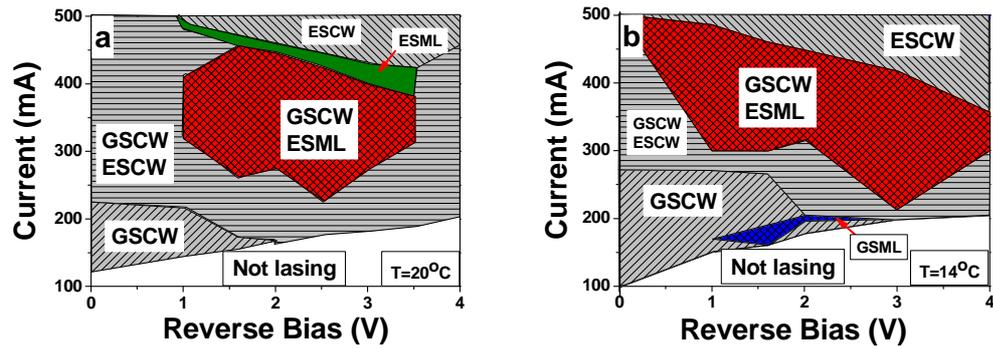 a
500
400
300
200
100
Current (mA)
ESCW
ESML
GSCW
ESML
GSCW
ESCW
GSCW
Not lasing
T=20°C
0 1 2 3 4
Reverse Bias (V)
b
500
400
300
200
100
Current (mA)
ESCW
GSCW
ESML
GSCW
ESCW
GSCW
GSML
Not lasing
T=14°C
0 1 2 3 4
Reverse Bias (V)